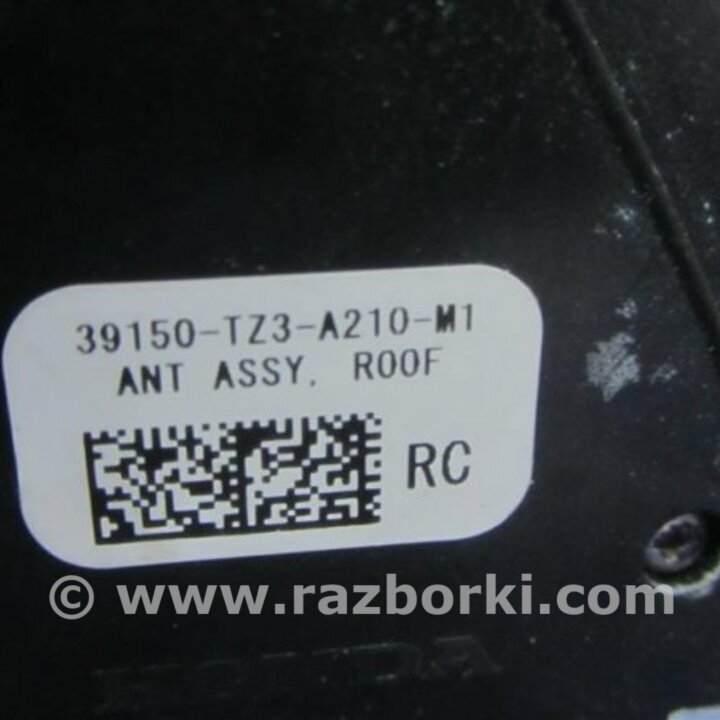 39150-TZ3-A210-M1
ANT ASSY, ROOF
RC
© www.razborki.com